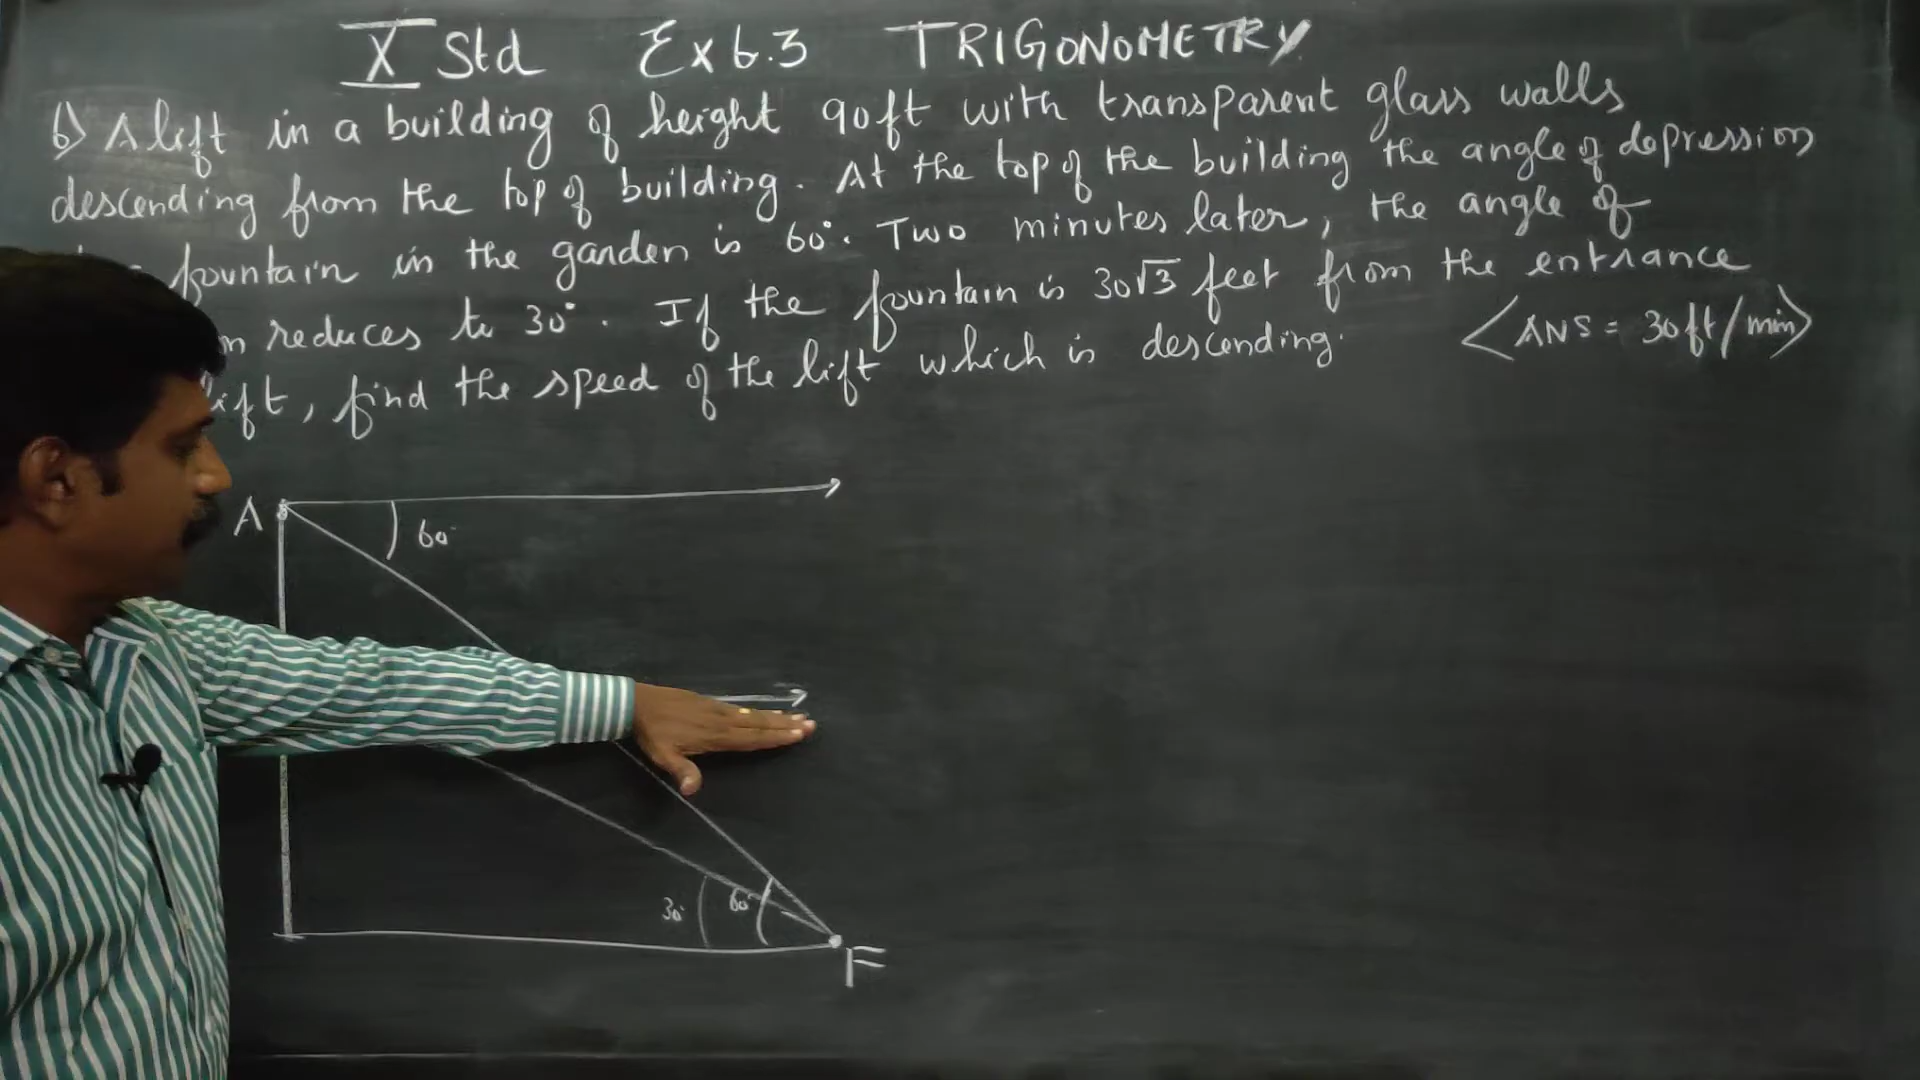 X Std Ex 6.3 TRIGONOMETRY
6) A lift in a building of height 90ft with transparent glass walls
descending from the top of building. At the top of the building the angle of depression
fountain in the garden is 60°. Two minutes later, the angle of
n reduces to 30°. If the fountain is 30√3 feet from the entrance
lift, find the speed of the lift which is descending.
<ANS = 30ft/min>
A
60°
30°
60°
F